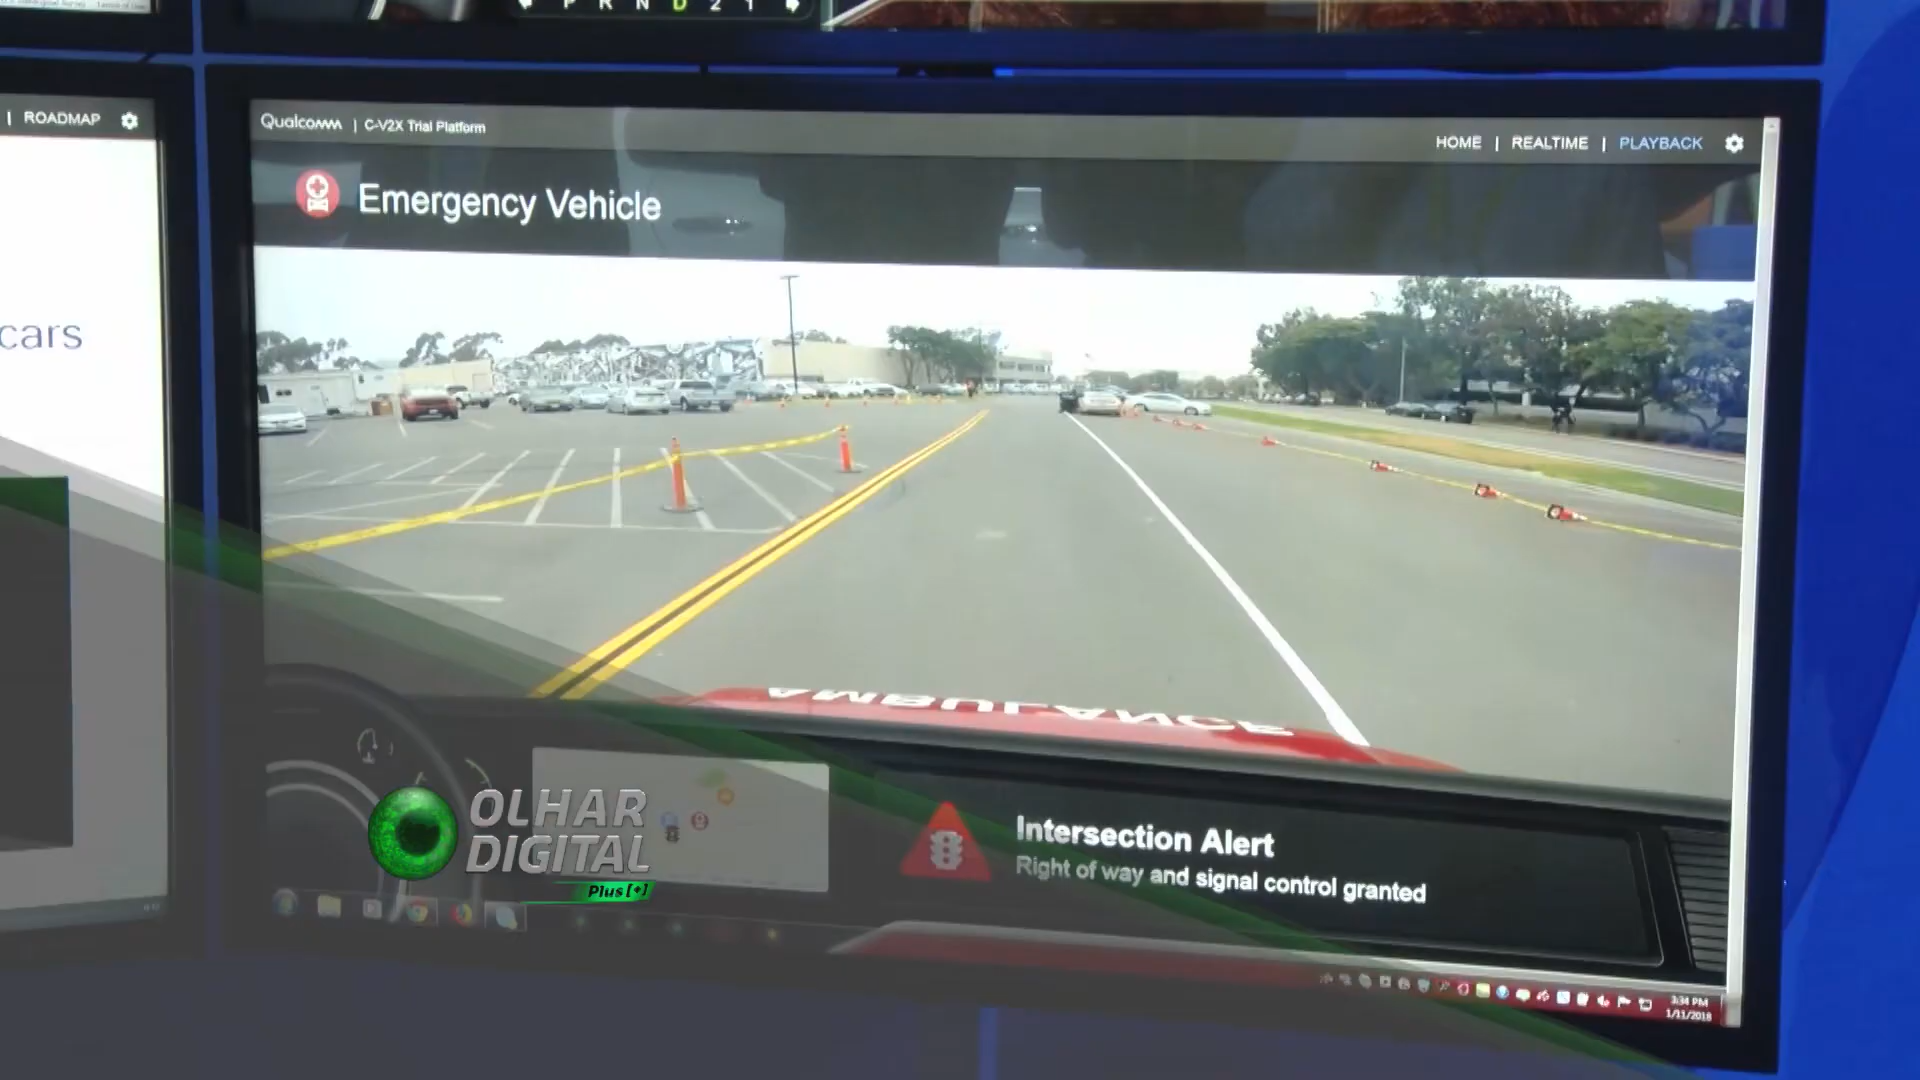 P R N D 2 1
| ROADMAP
Qualcomm | C-V2X Trial Platform
HOME | REALTIME | PLAYBACK
Emergency Vehicle
cars
AMBULANCE
OLHAR
DIGITAL
Plus[+]
Intersection Alert
Right of way and signal control granted
3:34 PM
1/11/2018